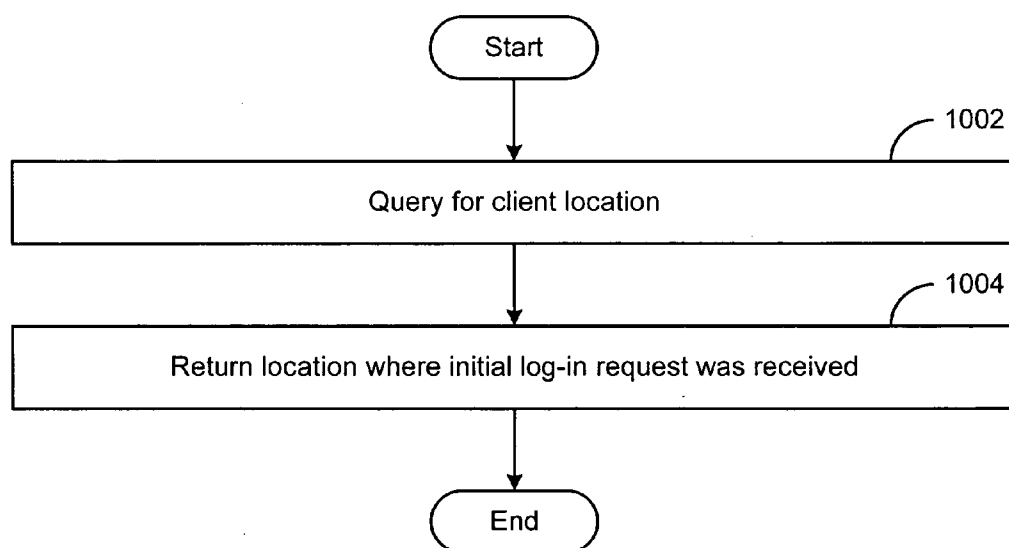 Start
1002
Query for client location
1004
Return location where initial log-in request was received
End